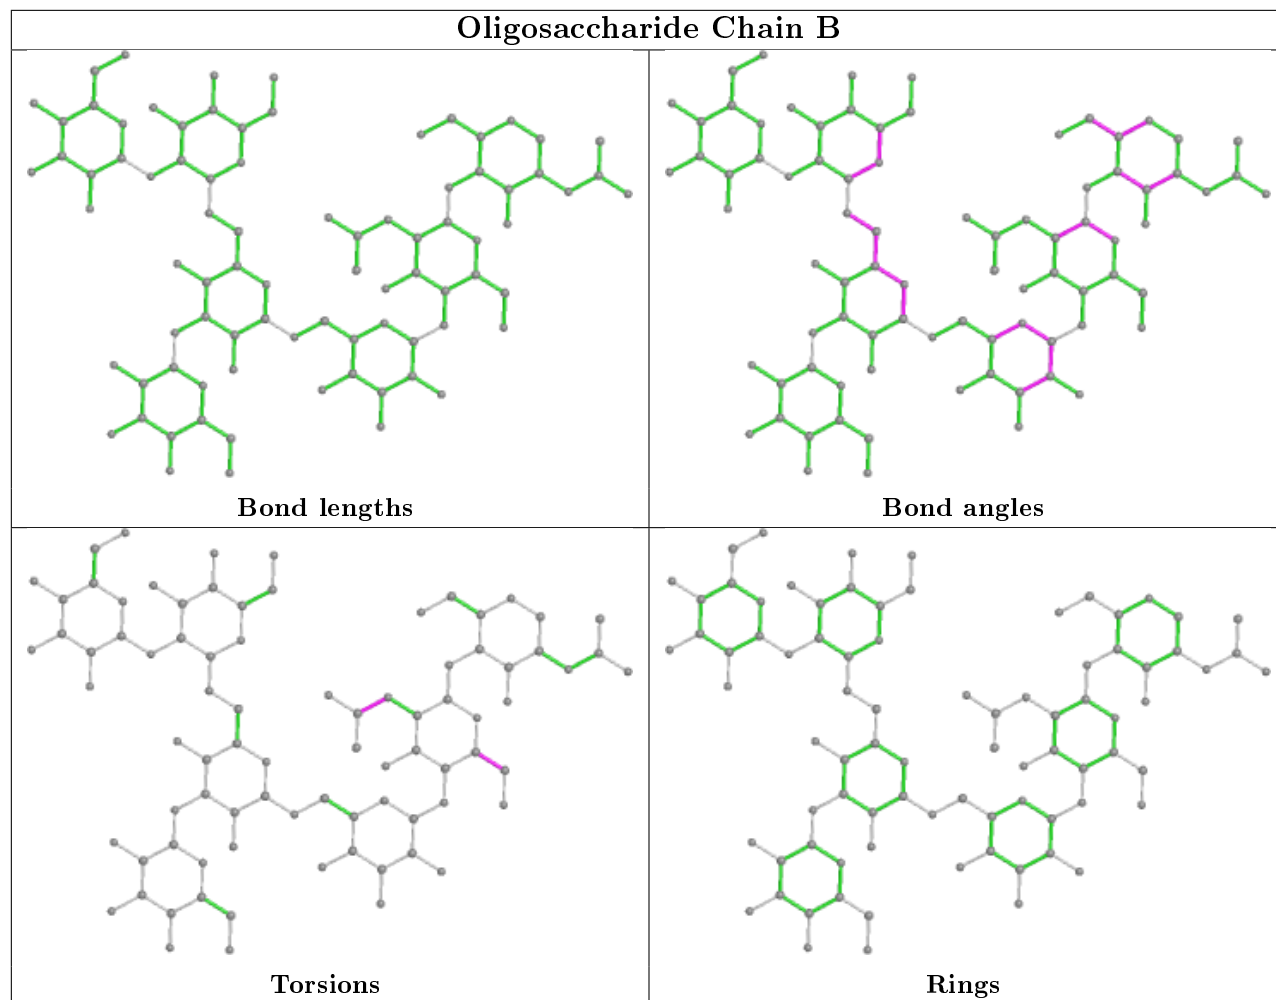 Oligosaccharide Chain B
Bond lengths
Bond angles
Torsions
Rings